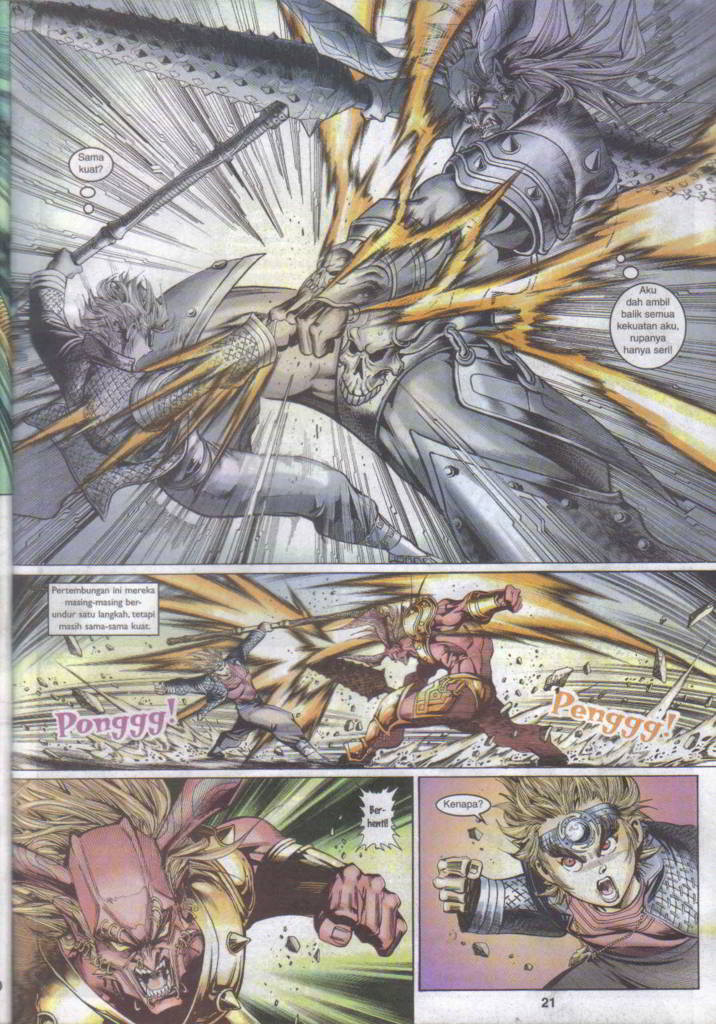 Sama
kuat?
Aku
dah ambil
balik semua
kekuatan aku,
rupanya
hanya seri!
Pertembungan ini mereka
masing-masing ber-
undur satu langkah, tetapi
masih sama-sama kuat.
Ponggg!
Penggg!
Ber-
henti!
Kenapa?
21